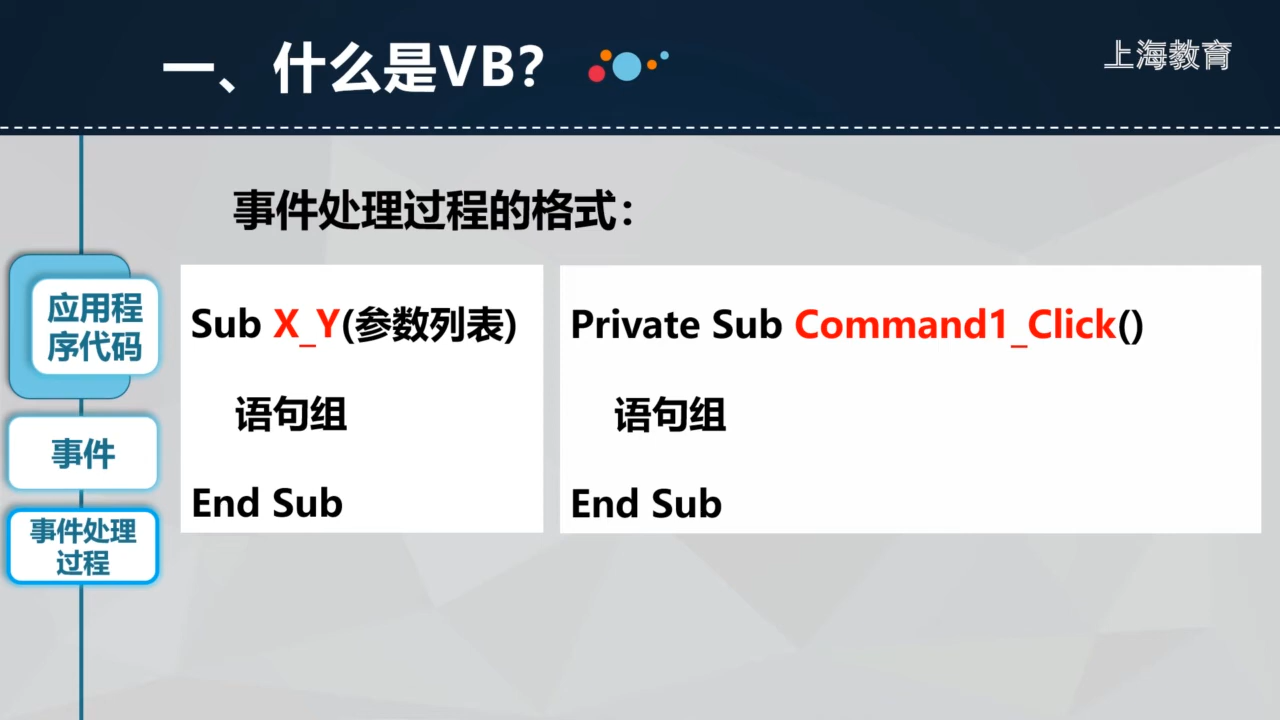 一、什么是VB?
上海教育
事件处理过程的格式：
应用程
序代码
事件
事件处理
过程
Sub X_Y(参数列表)
语句组
End Sub
Private Sub Command1_Click()
语句组
End Sub